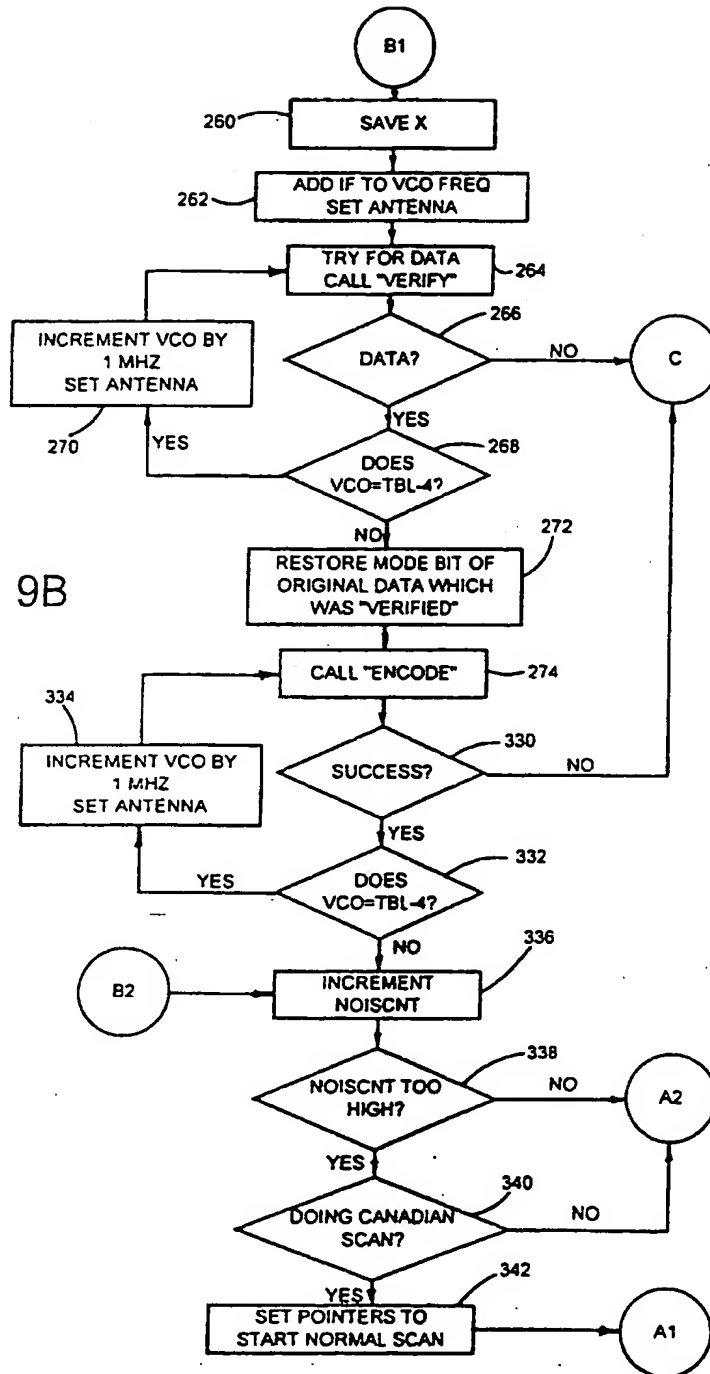 B1
260
SAVE X
262
ADD IF TO VCO FREQ
SET ANTENNA
TRY FOR DATA
CALL "VERIFY"
264
266
INCREMENT VCO BY
1 MHZ
SET ANTENNA
DATA?
NO
C
270
YES
YES
268
DOES
VCO=TBL-4?
NO
272
9B
RESTORE MODE BIT OF
ORIGINAL DATA WHICH
WAS "VERIFIED"
CALL "ENCODE"
274
334
330
INCREMENT VCO BY
1 MHZ
SET ANTENNA
SUCCESS?
NO
YES
332
YES
DOES
VCO=TBL-4?
NO
336
B2
INCREMENT
NOISCNT
338
NOISCNT TOO
HIGH?
NO
A2
YES
340
DOING CANADIAN
SCAN?
NO
YES
342
SET POINTERS TO
START NORMAL SCAN
A1